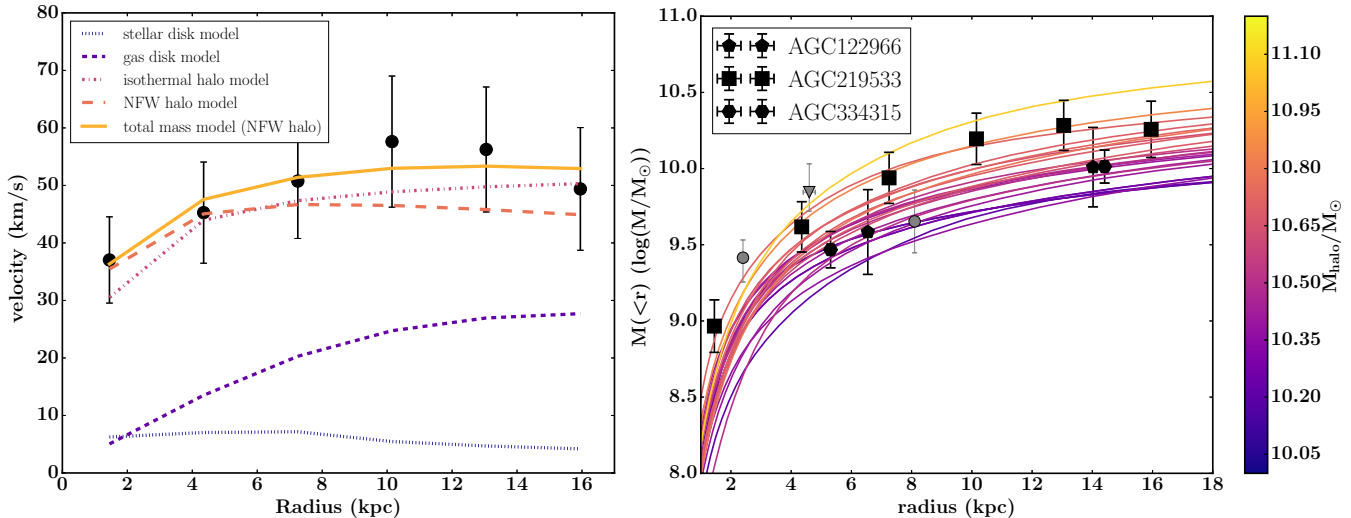 80
70
60
50
40
30
20
10
0
velocity (km/s)
stellar disk model
gas disk model
isothermal halo model
NFW halo model
total mass model (NFW halo)
0 2 4 6 8 10 12 14 16
Radius (kpc)
11.0
10.5
10.0
9.5
9.0
8.5
8.0
M(<r) (log(M/M⊙))
AGC122966
AGC219533
AGC334315
2 4 6 8 10 12 14 16 18
radius (kpc)
11.10
10.95
10.80
10.65
10.50
10.35
10.20
10.05
M_halo/M⊙